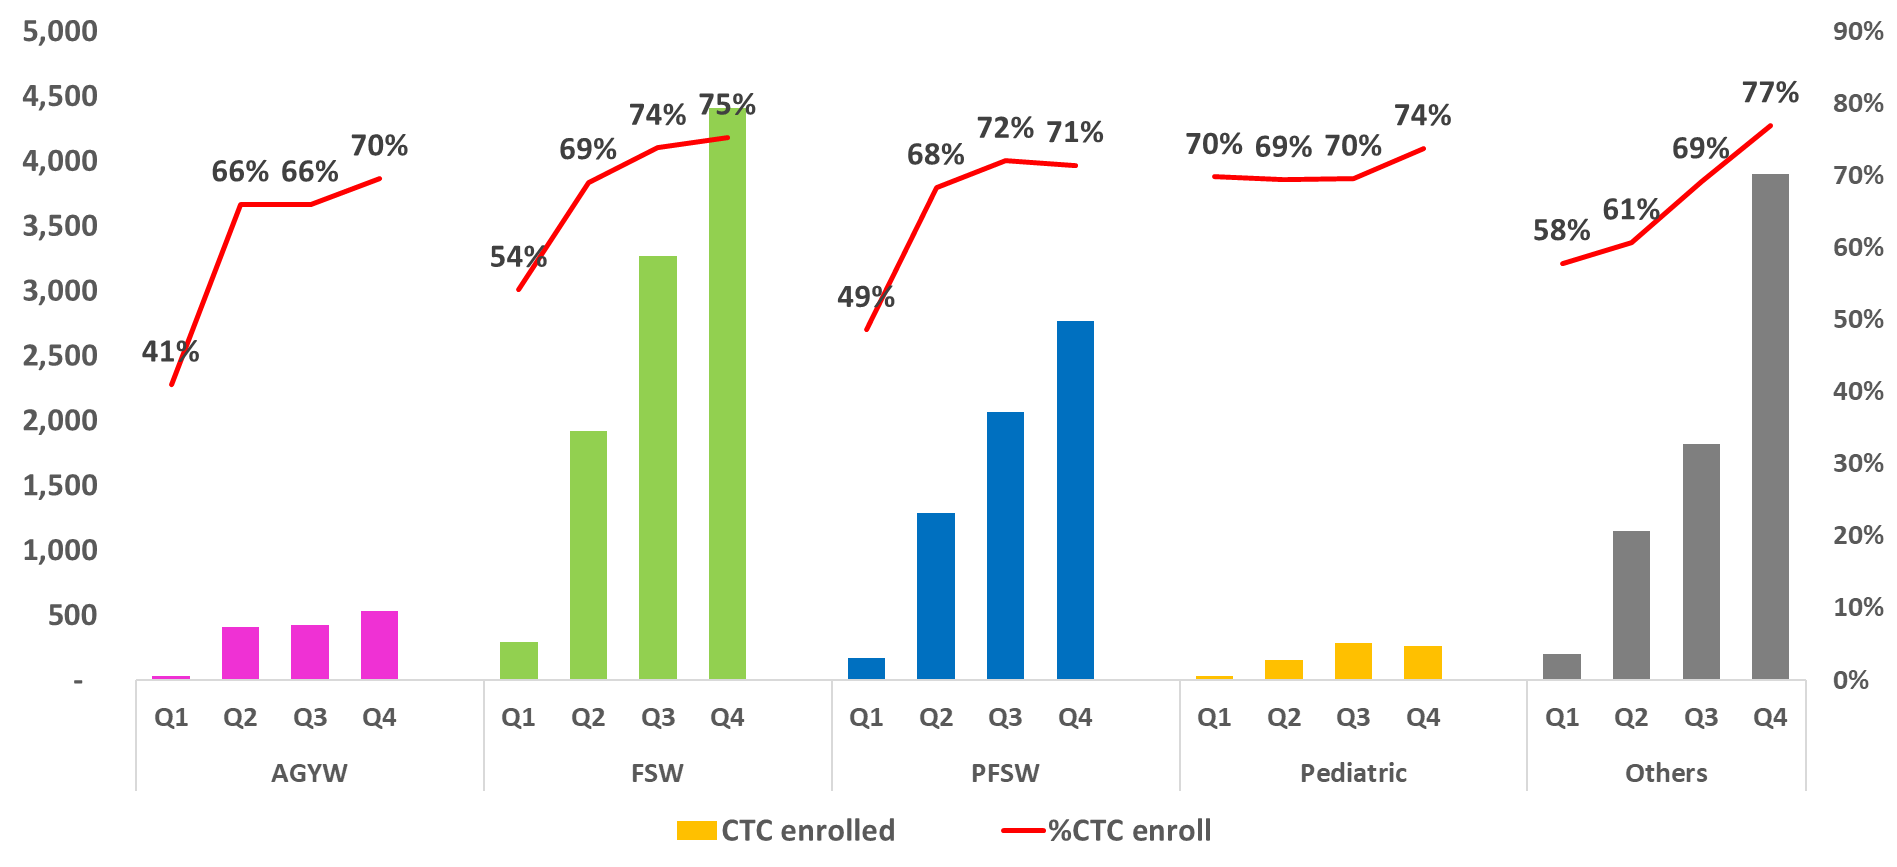 5,000
4,500
4,000
3,500
3,000
2,500
2,000
1,500
1,000
500
-
90%
80%
70%
60%
50%
40%
30%
20%
10%
0%
41% 66% 66% 70%
54% 69% 74% 75%
49% 68% 72% 71%
70% 69% 70% 74%
58% 61% 69% 77%
Q1 Q2 Q3 Q4 Q1 Q2 Q3 Q4 Q1 Q2 Q3 Q4 Q1 Q2 Q3 Q4 Q1 Q2 Q3 Q4
AGYW FSW PFSW Pediatric Others
CTC enrolled %CTC enroll